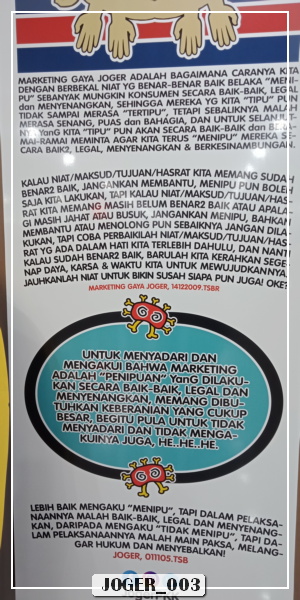 MARKETING GAYA JOGER ADALAH BAGAIMANA CARANYA KITA
DENGAN BERBEKAL NIAT YG BENAR-BENAR BAIK BELAKA "MENI-
PU" SEBANYAK MUNGKIN KONSUMEN SECARA BAIK-BAIK, LEGAL
DAN MENYENANGKAN, SEHINGGA MEREKA YG KITA "TIPU" PUN
TIDAK SAMPAI MERASA "TERTIPU", TETAPI SEBALIKNYA MALAH
MERASA SENANG, PUAS dan BAHAGIA, DAN UNTUK SELANJUT-
NYA YanG KITA "TIPU" PUN AKAN SECARA BAIK-BAIK dan
MAI-RAMAI MEMINTA AGAR KITA TERUS "MENIPU" MEREKA SE-
CARA BAIK, LEGAL, MENYENANGKAN & BERKESINAMBUNGAN.
KALAU NIAT/MAKSUD/TUJUAN/HASRAT KITA MEMANG SUDAH
BENAR2 BAIK, JANGANKAN MEMBANTU, MENIPU PUN BOLEH
SAJA KITA LAKUKAN, TAPI KALAU NIAT/MAKSUD/TUJUAN/HAS-
RAT KITA MEMANG MASIH BELUM BENAR2 BAIK ATAU APALA-
GI MASIH JAHAT ATAU BUSUK, JANGANKAN MENIPU, BAHKAN
MEMBANTU ATAU MENOLONG PUN SEBAIKNYA JANGAN DILA-
KUKAN, TAPI COBA PERBAIKILAH NIAT/MAKSUD/TUJUAN/HAS-
RAT YG ADA DALAM HATI KITA TERLEBIH DAHULU, DAN NANTI
KALAU SUDAH BENAR2 BAIK, BARULAH KITA KERAHKAN SEGE-
NAP DAYA, KARSA & WAKTU KITA UNTUK MEWUJUDKANNYA.
JAUHKANLAH NIAT UNTUK BIKIN SUSAH SIAPA PUN JUGA! OKE?
MARKETING GAYA JOGER, 14122009.TSBR
UNTUK MENYADARI DAN
MENGAKUI BAHWA MARKETING
ADALAH "PENIPUAN" YanG DILAKU-
KAN SECARA BAIK-BAIK, LEGAL DAN
MENYENANGKAN, MEMANG DIBU-
TUHKAN KEBERANIAN YANG CUKUP
BESAR, BEGITU PULA UNTUK TIDAK
MENYADARI DAN TIDAK MENGA-
KUINYA JUGA, HE..HE..HE.
LEBIH BAIK MENGAKU "MENIPU", TAPI DALAM PELAKSA-
NAANNYA MALAH BAIK-BAIK, LEGAL DAN MENYENANG-
KAN, DARIPADA MENGAKU "TIDAK MENIPU", TAPI DA-
LAM PELAKSANAANNYA MALAH MAIN PAKSA, MELANG-
GAR HUKUM DAN MENYEBALKAN!
JOGER, 011105.TSB
JOGER_003